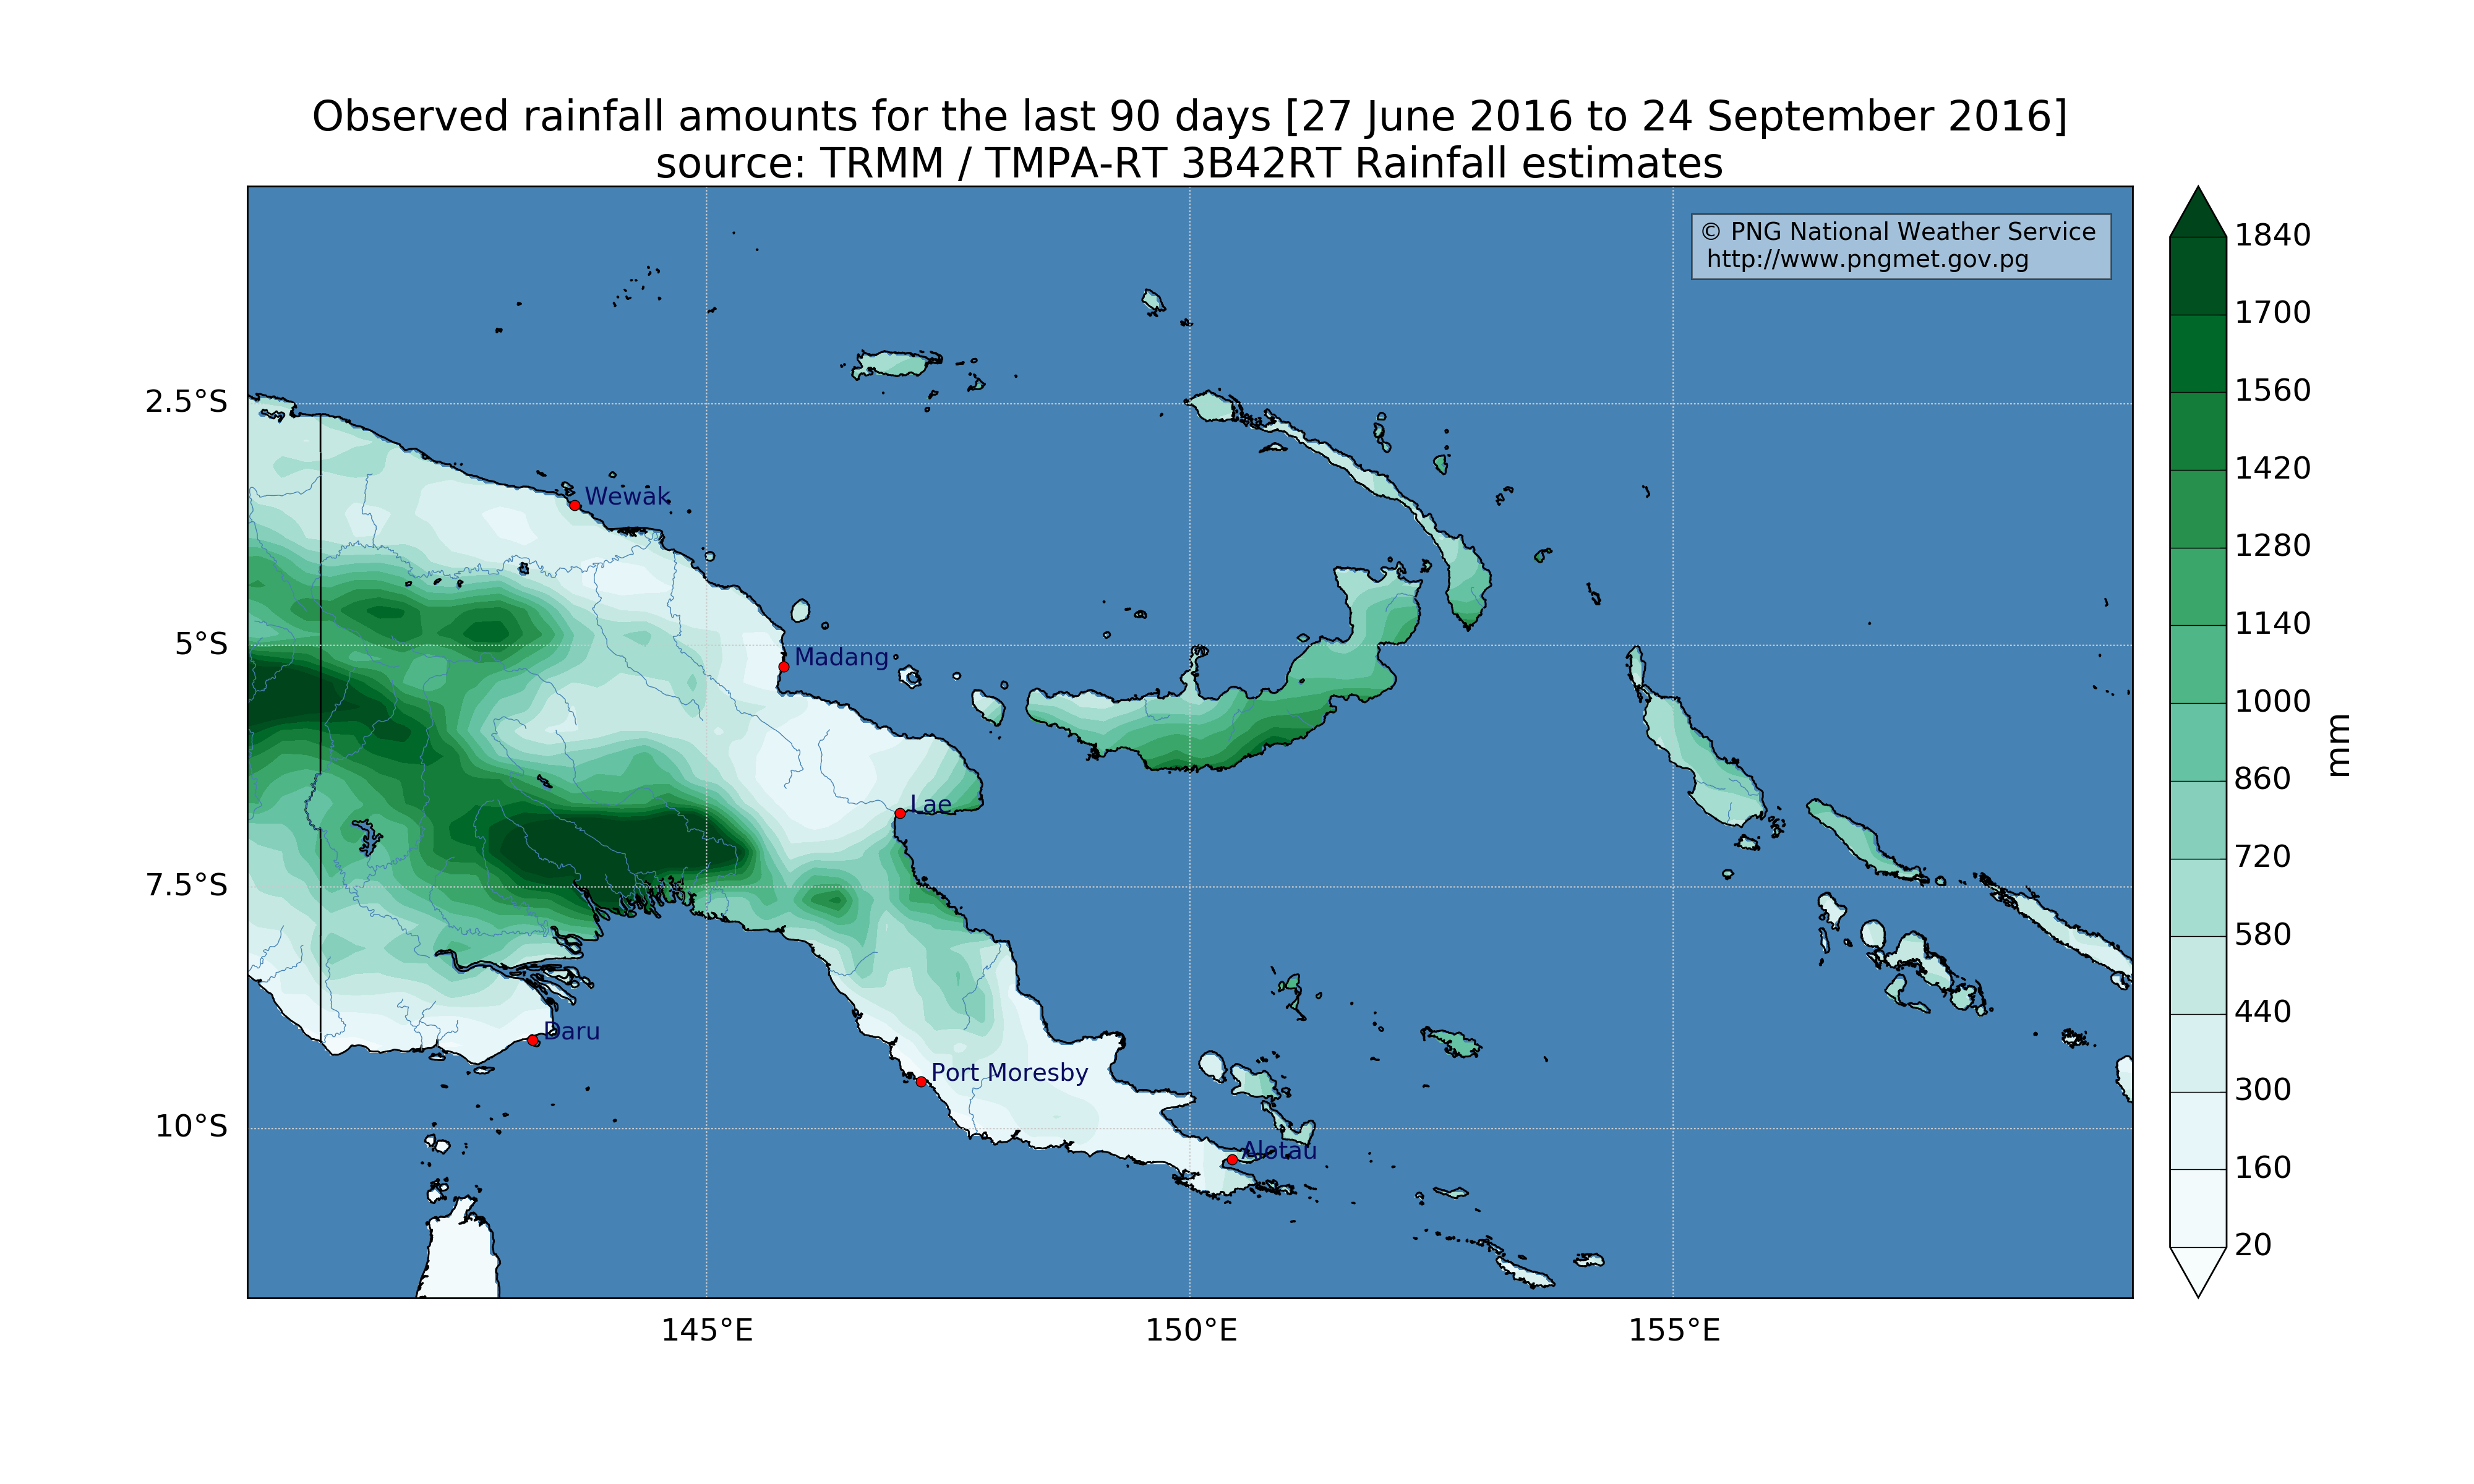 Observed rainfall amounts for the last 90 days [27 June 2016 to 24 September 2016]
source: TRMM / TMPA-RT 3B42RT Rainfall estimates
© PNG National Weather Service
http://www.pngmet.gov.pg
2.5°S
5°S
7.5°S
10°S
Wewak
Madang
Lae
Daru
Port Moresby
Alotau
145°E
150°E
155°E
1840
1700
1560
1420
1280
1140
1000
860
720
580
440
300
160
20
mm